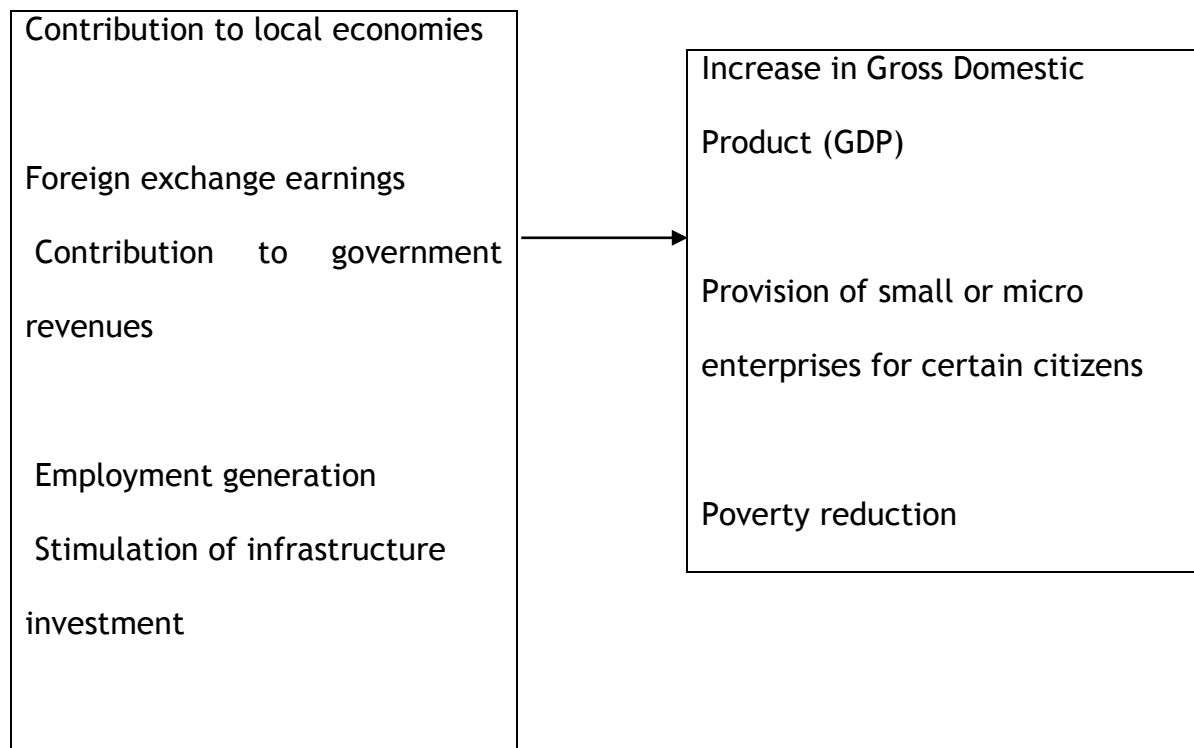 Contribution to local economies
Foreign exchange earnings
Contribution to government
revenues
Employment generation
Stimulation of infrastructure
investment
Increase in Gross Domestic
Product (GDP)
Provision of small or micro
enterprises for certain citizens
Poverty reduction